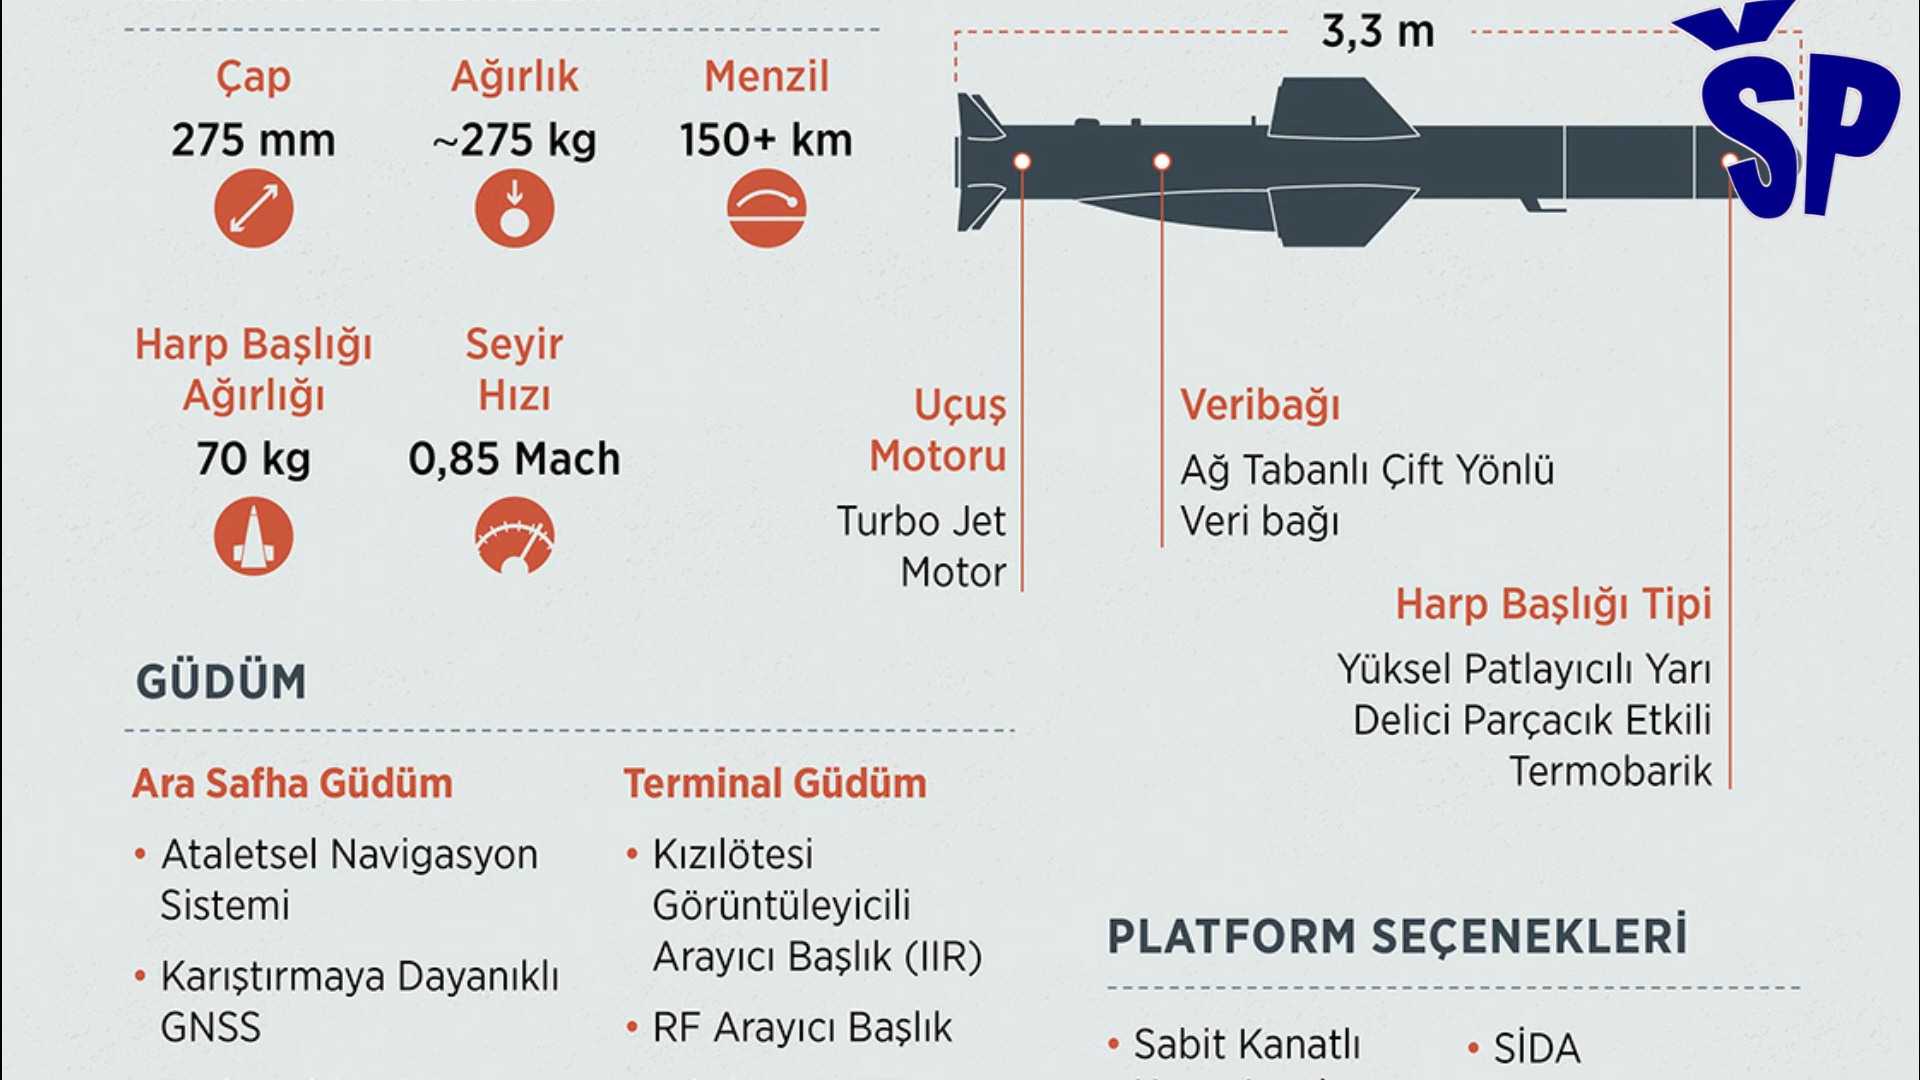 3,3 m
ŠP
Çap
275 mm
Ağırlık
~275 kg
Menzil
150+ km
Harp Başlığı
Ağırlığı
70 kg
Seyir
Hızı
0,85 Mach
Uçuş
Motoru
Turbo Jet
Motor
Veribağı
Ağ Tabanlı Çift Yönlü
Veri bağı
Harp Başlığı Tipi
Yüksel Patlayıcılı Yarı
Delici Parçacık Etkili
Termobarik
GÜDÜM
Ara Safha Güdüm
• Ataletsel Navigasyon
Sistemi
• Karıştırmaya Dayanıklı
GNSS
Terminal Güdüm
• Kızılötesi
Görüntüleyicili
Arayıcı Başlık (IIR)
• RF Arayıcı Başlık
PLATFORM SEÇENEKLERİ
• Sabit Kanatlı
• SİDA